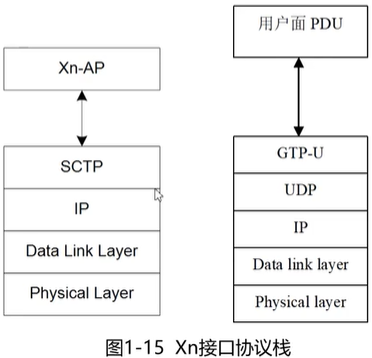 Xn-AP
SCTP
IP
Data Link Layer
Physical Layer
用户面 PDU
GTP-U
UDP
IP
Data link layer
Physical layer
图1-15 Xn接口协议栈